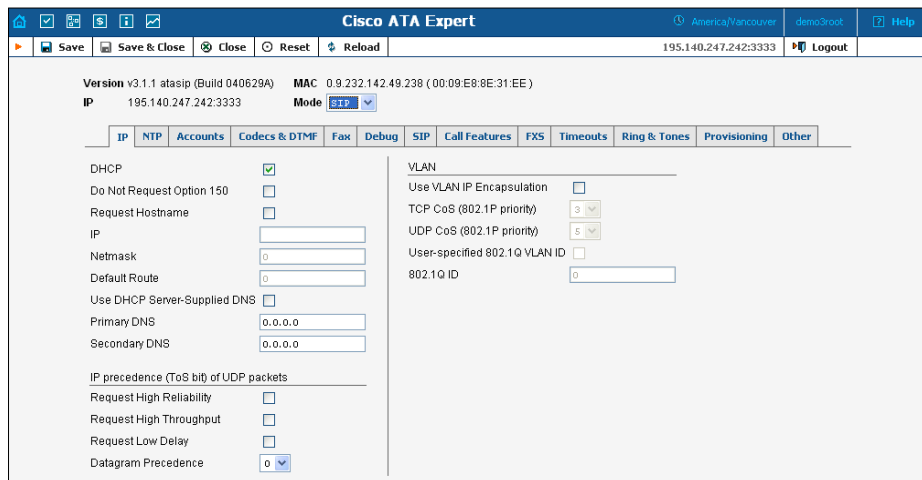 Cisco ATA Expert
America/Vancouver
demo3root
Help
Save
Save & Close
Close
Reset
Reload
195.140.247.242:3333
Logout
Version v3.1.1 atasip (Build 040629A) MAC 0.9.232.142.49.238 ( 00:09:E8:8E:31:EE )
IP 195.140.247.242:3333 Mode SIP
IP NTP Accounts Codecs & DTMF Fax Debug SIP Call Features FXS Timeouts Ring & Tones Provisioning Other
DHCP
Do Not Request Option 150
Request Hostname
IP
Netmask 0
Default Route 0
Use DHCP Server-Supplied DNS
Primary DNS 0.0.0.0
Secondary DNS 0.0.0.0
IP precedence (ToS bit) of UDP packets
Request High Reliability
Request High Throughput
Request Low Delay
Datagram Precedence 0
VLAN
Use VLAN IP Encapsulation
TCP CoS (802.1P priority) 3
UDP CoS (802.1P priority) 5
User-specified 802.1Q VLAN ID
802.1Q ID 0